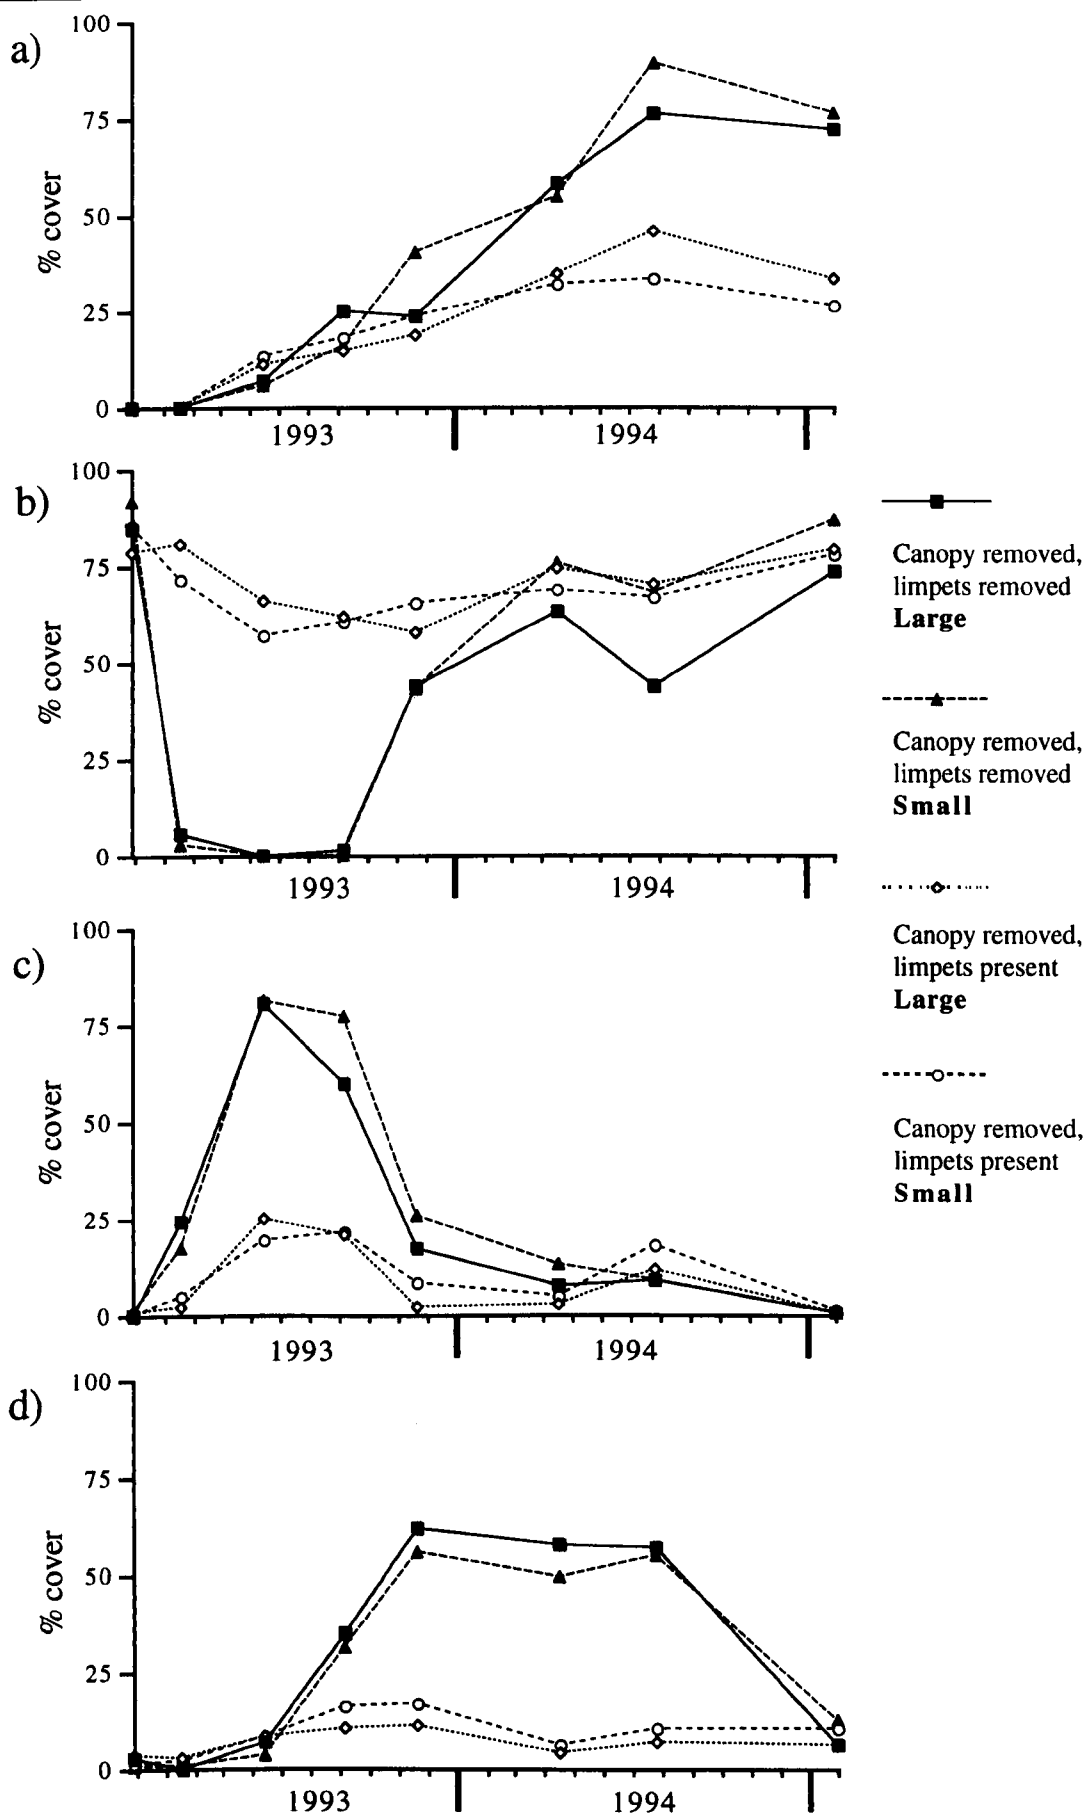 a)
100
75
50
25
0
% cover
1993
1994
b)
100
75
50
25
0
% cover
1993
1994
Canopy removed,
limpets removed
Large
Canopy removed,
limpets removed
Small
Canopy removed,
limpets present
Large
Canopy removed,
limpets present
Small
c)
100
75
50
25
0
% cover
1993
1994
d)
100
75
50
25
0
% cover
1993
1994